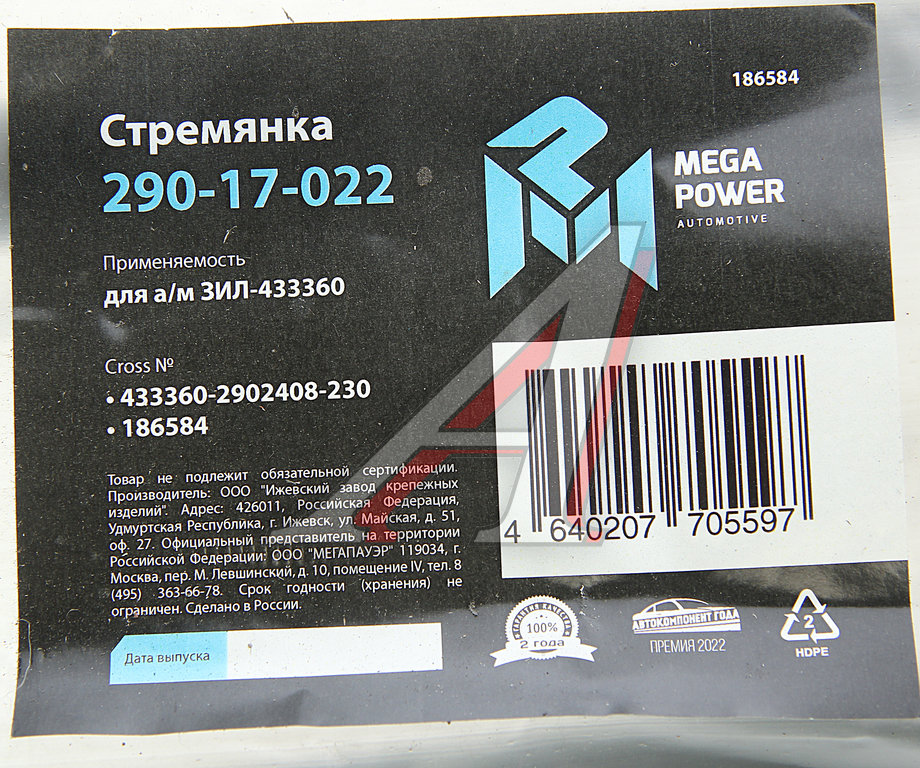 186584
Стремянка
290-17-022
MEGA
POWER
AUTOMOTIVE
Применяемость
для а/м ЗИЛ-433360
Cross №
• 433360-2902408-230
• 186584
Товар не подлежит обязательной сертификации.
Производитель: ООО "Ижевский завод крепежных
изделий". Адрес: 426011, Российская Федерация,
Удмуртская Республика, г. Ижевск, ул. Майская, д. 51,
оф. 27. Официальный представитель на территории
Российской Федерации: ООО "МЕГАПАУЭР" 119034, г.
Москва, пер. М. Левшинский, д. 10, помещение IV, тел. 8
(495) 363-66-78. Срок годности (хранения) не
ограничен. Сделано в России.
4 640207 705597
Дата выпуска
ГАРАНТИЯ КАЧЕСТВА
100%
2 года
АВТОКОМПОНЕНТ ГОДА
ПРЕМИЯ 2022
2
HDPE